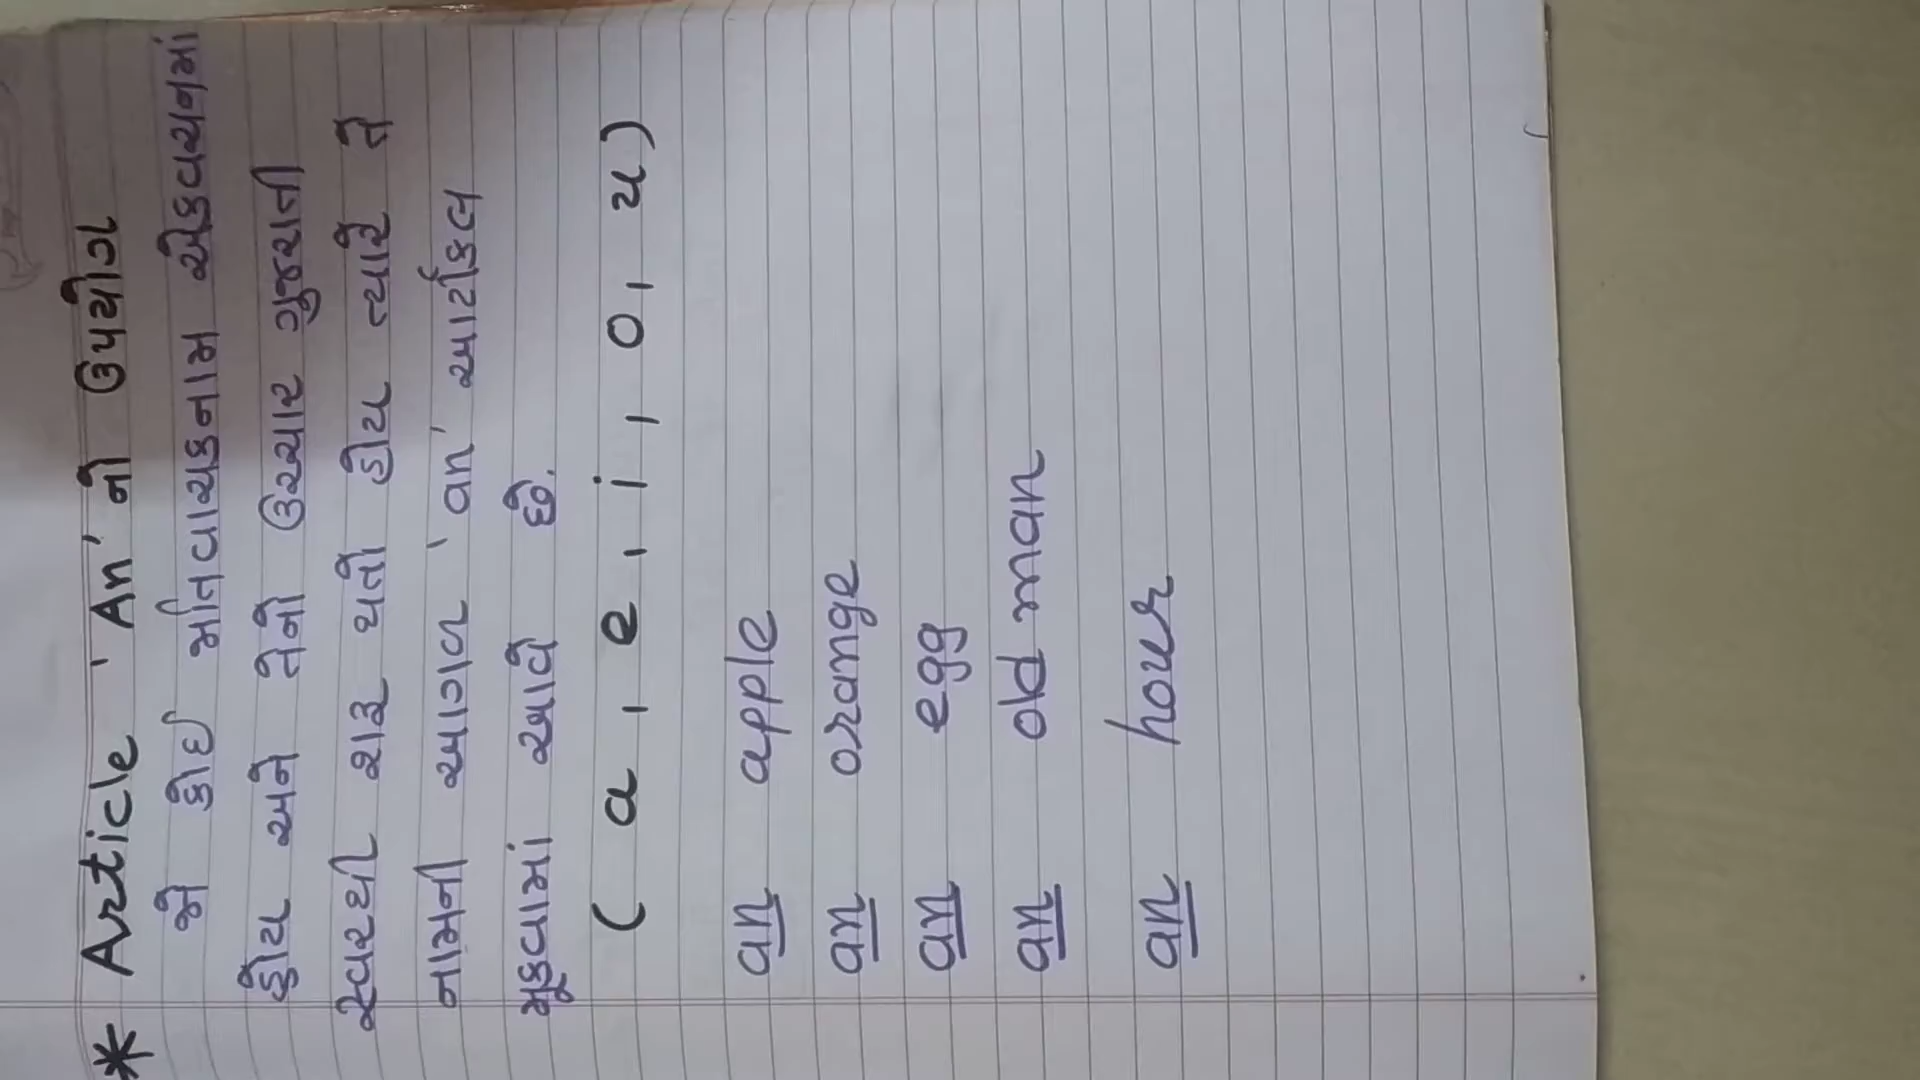 * Article 'An' નો ઉપયોગ
જો કોઈ જાતિવાચકનામ એકવચનમાં
હોય અને તેનો ઉચ્ચાર ગુજરાતી
સ્વરથી શરૂ થતો હોય ત્યારે તે
નામની આગળ 'an' આર્ટીકલ
મૂકવામાં આવે છે.
( a, e, i, o, u )
an apple
an orange
an egg
an old man
an hour